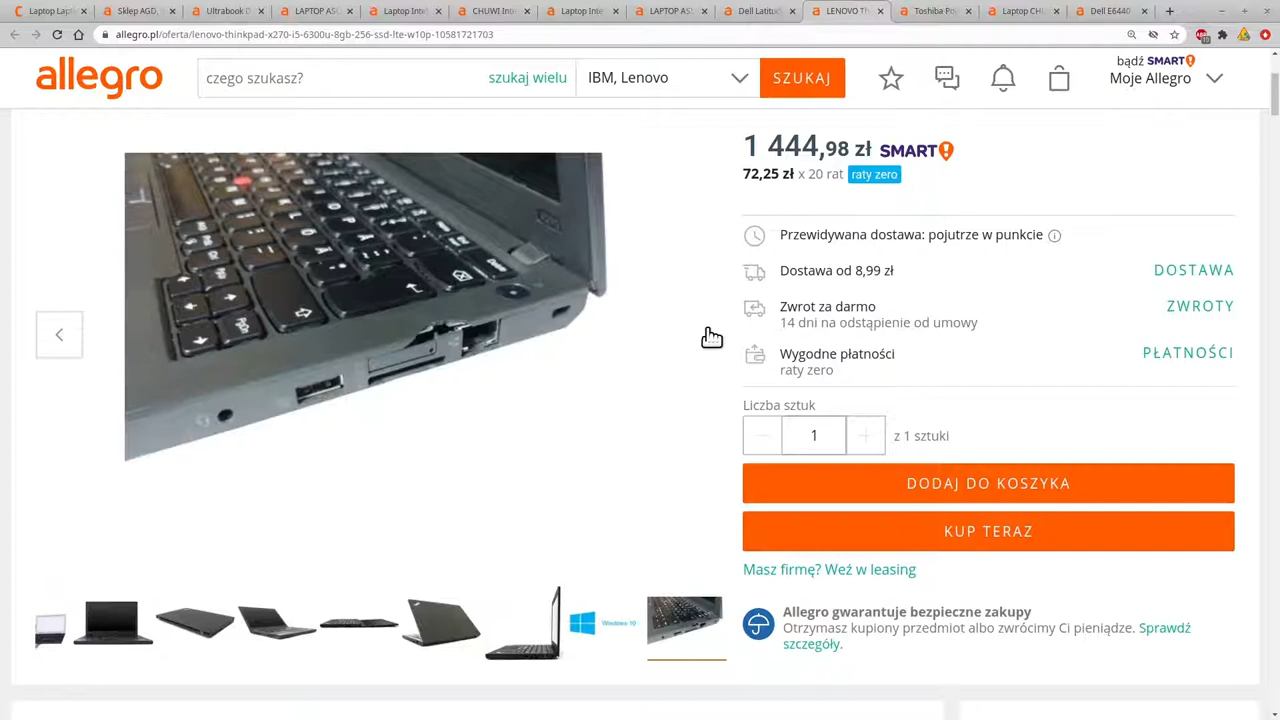 Laptop Lapt
Sklep AGD,
Ultrabook D
LAPTOP ASU
Laptop Inte
CHUWI Int
Laptop Inte
LAPTOP AS
Dell Latitud
LENOVO Th
Toshiba Po
Laptop CHU
Dell E6440
allegro.pl/oferta/lenovo-thinkpad-x270-i5-6300u-8gb-256-ssd-lte-w10p-10581721703
allegro
czego szukasz?
szukaj wielu
IBM, Lenovo
SZUKAJ
bądź SMART!
Moje Allegro
1 444,98 zł SMART!
72,25 zł x 20 rat raty zero
Przewidywana dostawa: pojutrze w punkcie
Dostawa od 8,99 zł
DOSTAWA
Zwrot za darmo
ZWROTY
14 dni na odstąpienie od umowy
Wygodne płatności
PŁATNOŚCI
raty zero
Liczba sztuk
1
z 1 sztuki
DODAJ DO KOSZYKA
KUP TERAZ
Masz firmę? Weź w leasing
Allegro gwarantuje bezpieczne zakupy
Otrzymasz kupiony przedmiot albo zwrócimy Ci pieniądze. Sprawdź
szczegóły.
Windows 10